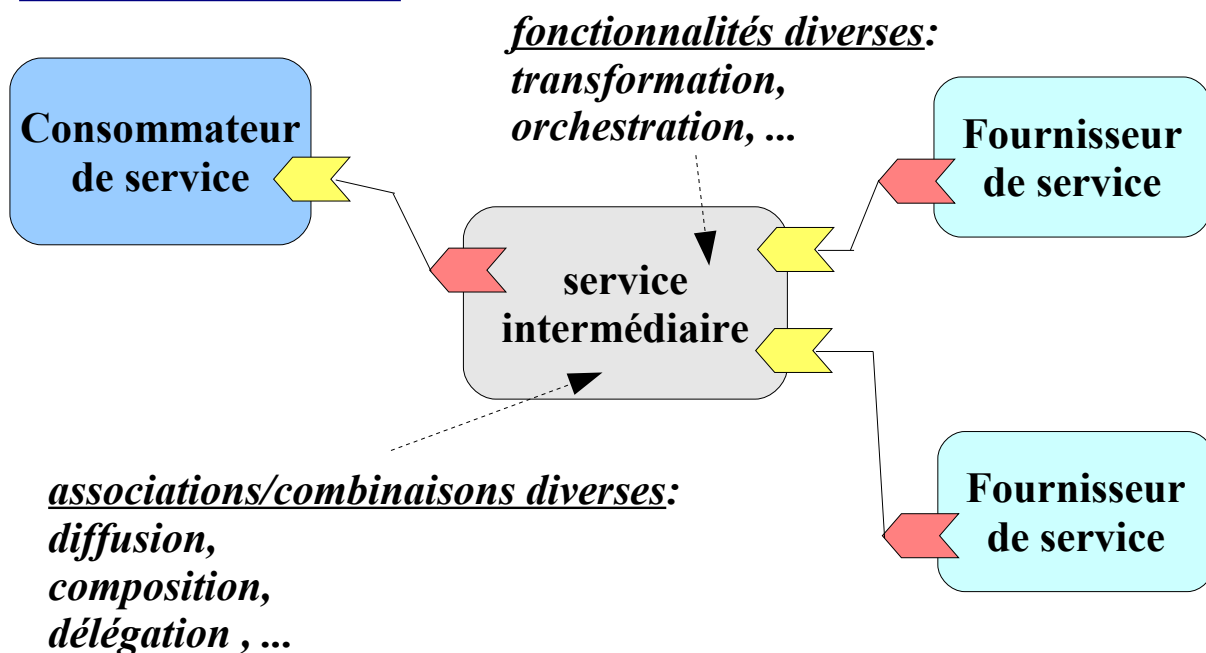 fonctionnalités diverses:
transformation,
orchestration, ...
Consommateur
de service
Fournisseur
de service
service
intermédiaire
associations/combinaisons diverses:
diffusion,
composition,
délégation , ...
Fournisseur
de service